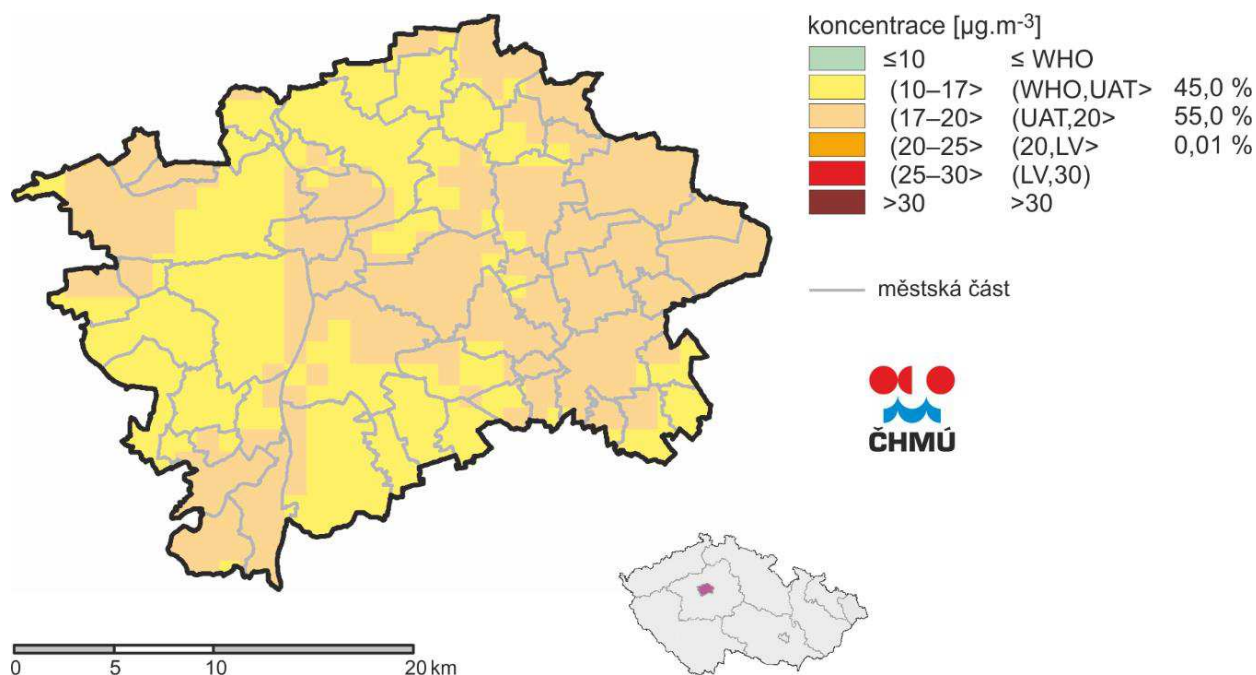 koncentrace [µg.m-3]
≤10 ≤ WHO
(10–17> (WHO,UAT> 45,0 %
(17–20> (UAT,20> 55,0 %
(20–25> (20,LV> 0,01 %
(25–30> (LV,30)
>30 >30
městská část
ČHMÚ
0 5 10 20 km